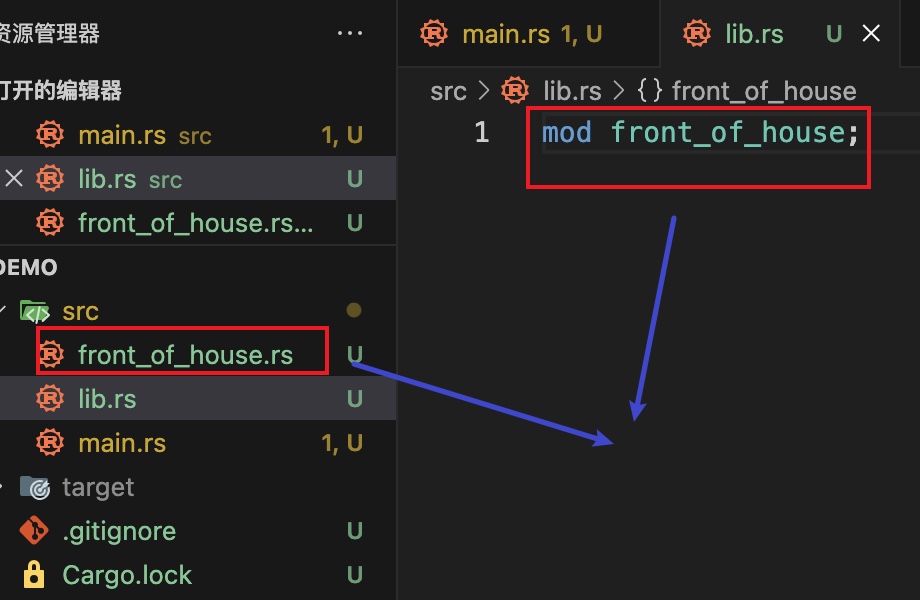 资源管理器
打开的编辑器
main.rs src 1, U
lib.rs src U
front_of_house.rs... U
DEMO
src
front_of_house.rs U
lib.rs U
main.rs 1, U
target
.gitignore U
Cargo.lock U
main.rs 1, U
lib.rs U
src > lib.rs > {} front_of_house
1 mod front_of_house;